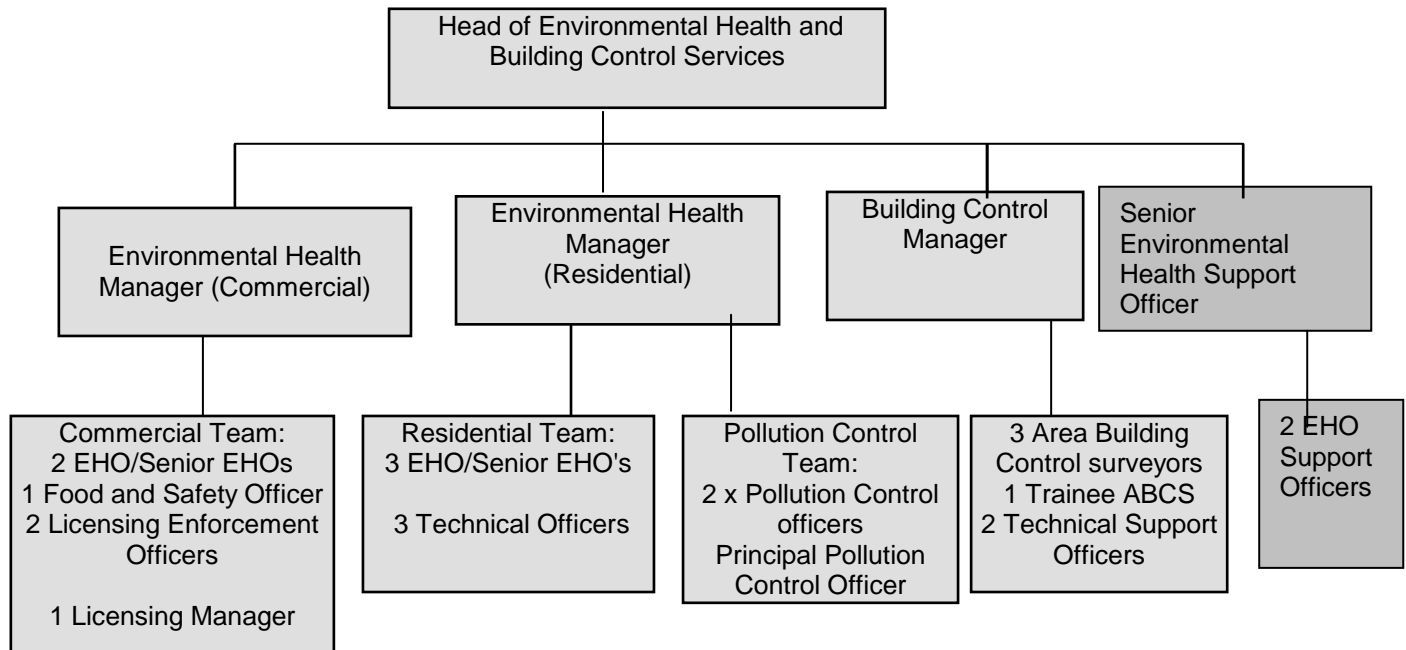 Head of Environmental Health and
Building Control Services
Environmental Health
Manager (Commercial)
Environmental Health
Manager
(Residential)
Building Control
Manager
Senior
Environmental
Health Support
Officer
Commercial Team:
2 EHO/Senior EHOs
1 Food and Safety Officer
2 Licensing Enforcement
Officers
1 Licensing Manager
Residential Team:
3 EHO/Senior EHO's
3 Technical Officers
Pollution Control
Team:
2 x Pollution Control
officers
Principal Pollution
Control Officer
3 Area Building
Control surveyors
1 Trainee ABCS
2 Technical Support
Officers
2 EHO
Support
Officers